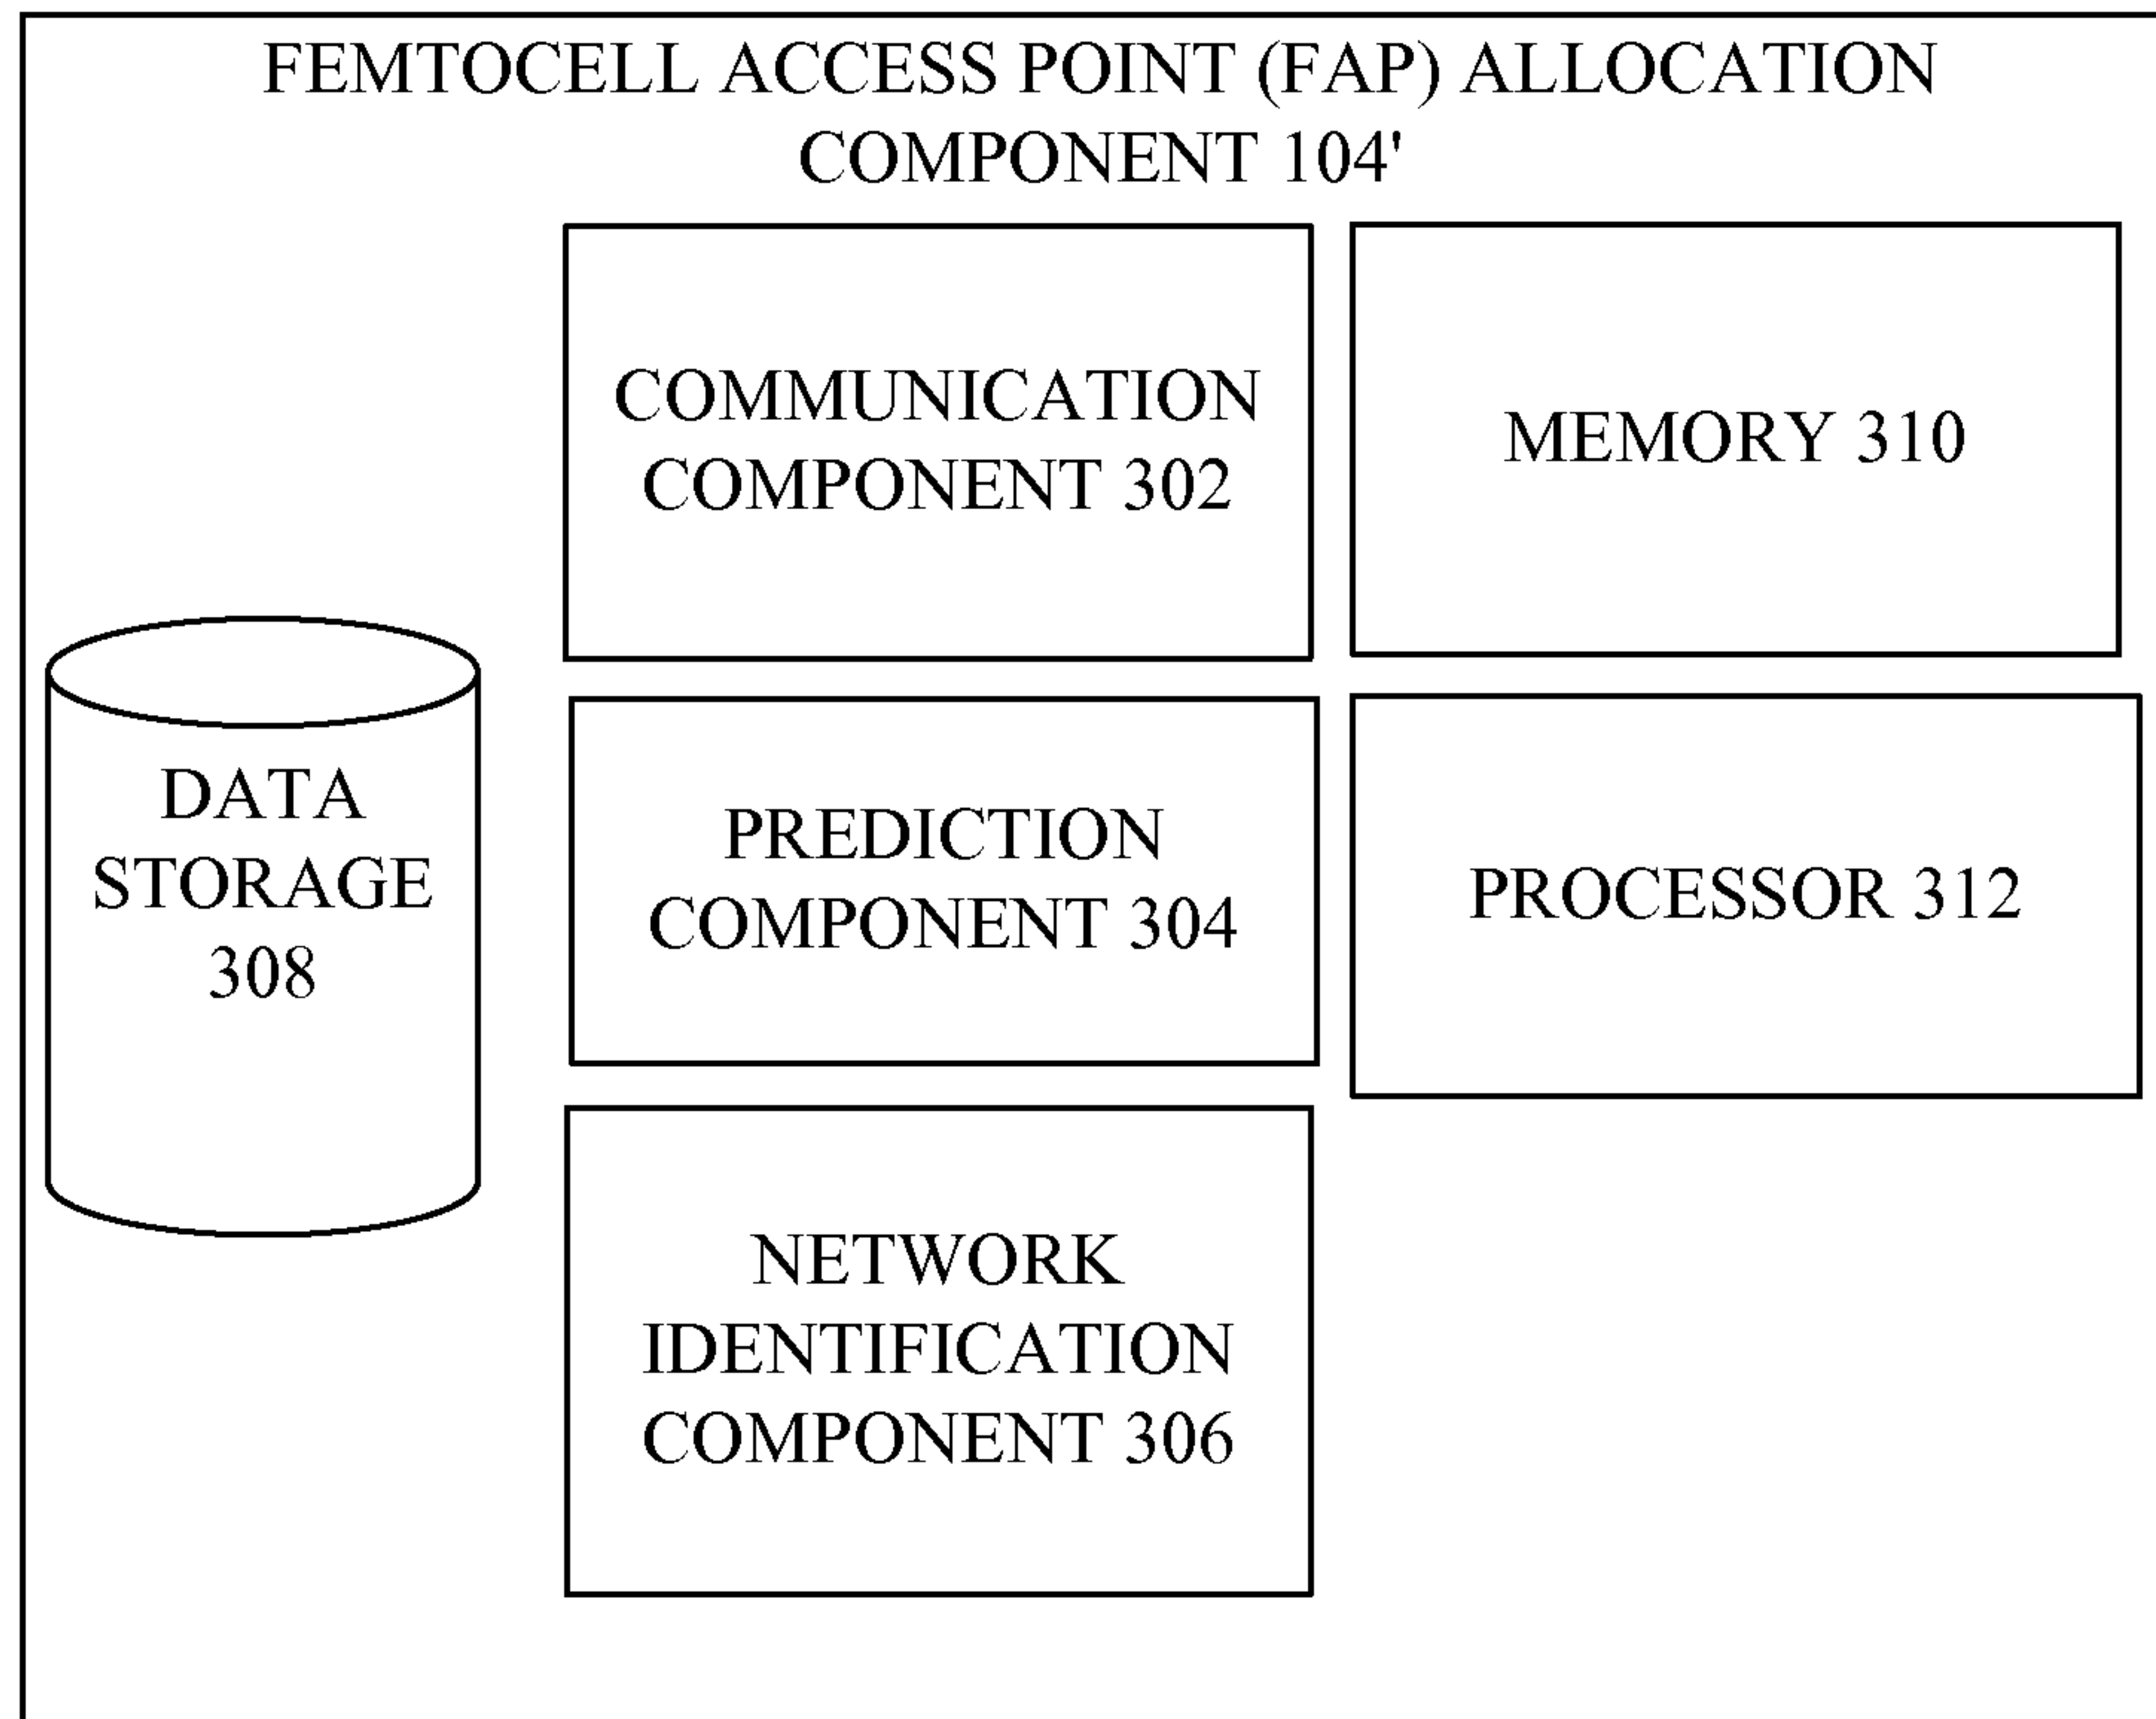 FEMTOCELL ACCESS POINT (FAP) ALLOCATION
COMPONENT 104'
COMMUNICATION
COMPONENT 302
MEMORY 310
DATA
STORAGE
308
PREDICTION
COMPONENT 304
PROCESSOR 312
NETWORK
IDENTIFICATION
COMPONENT 306